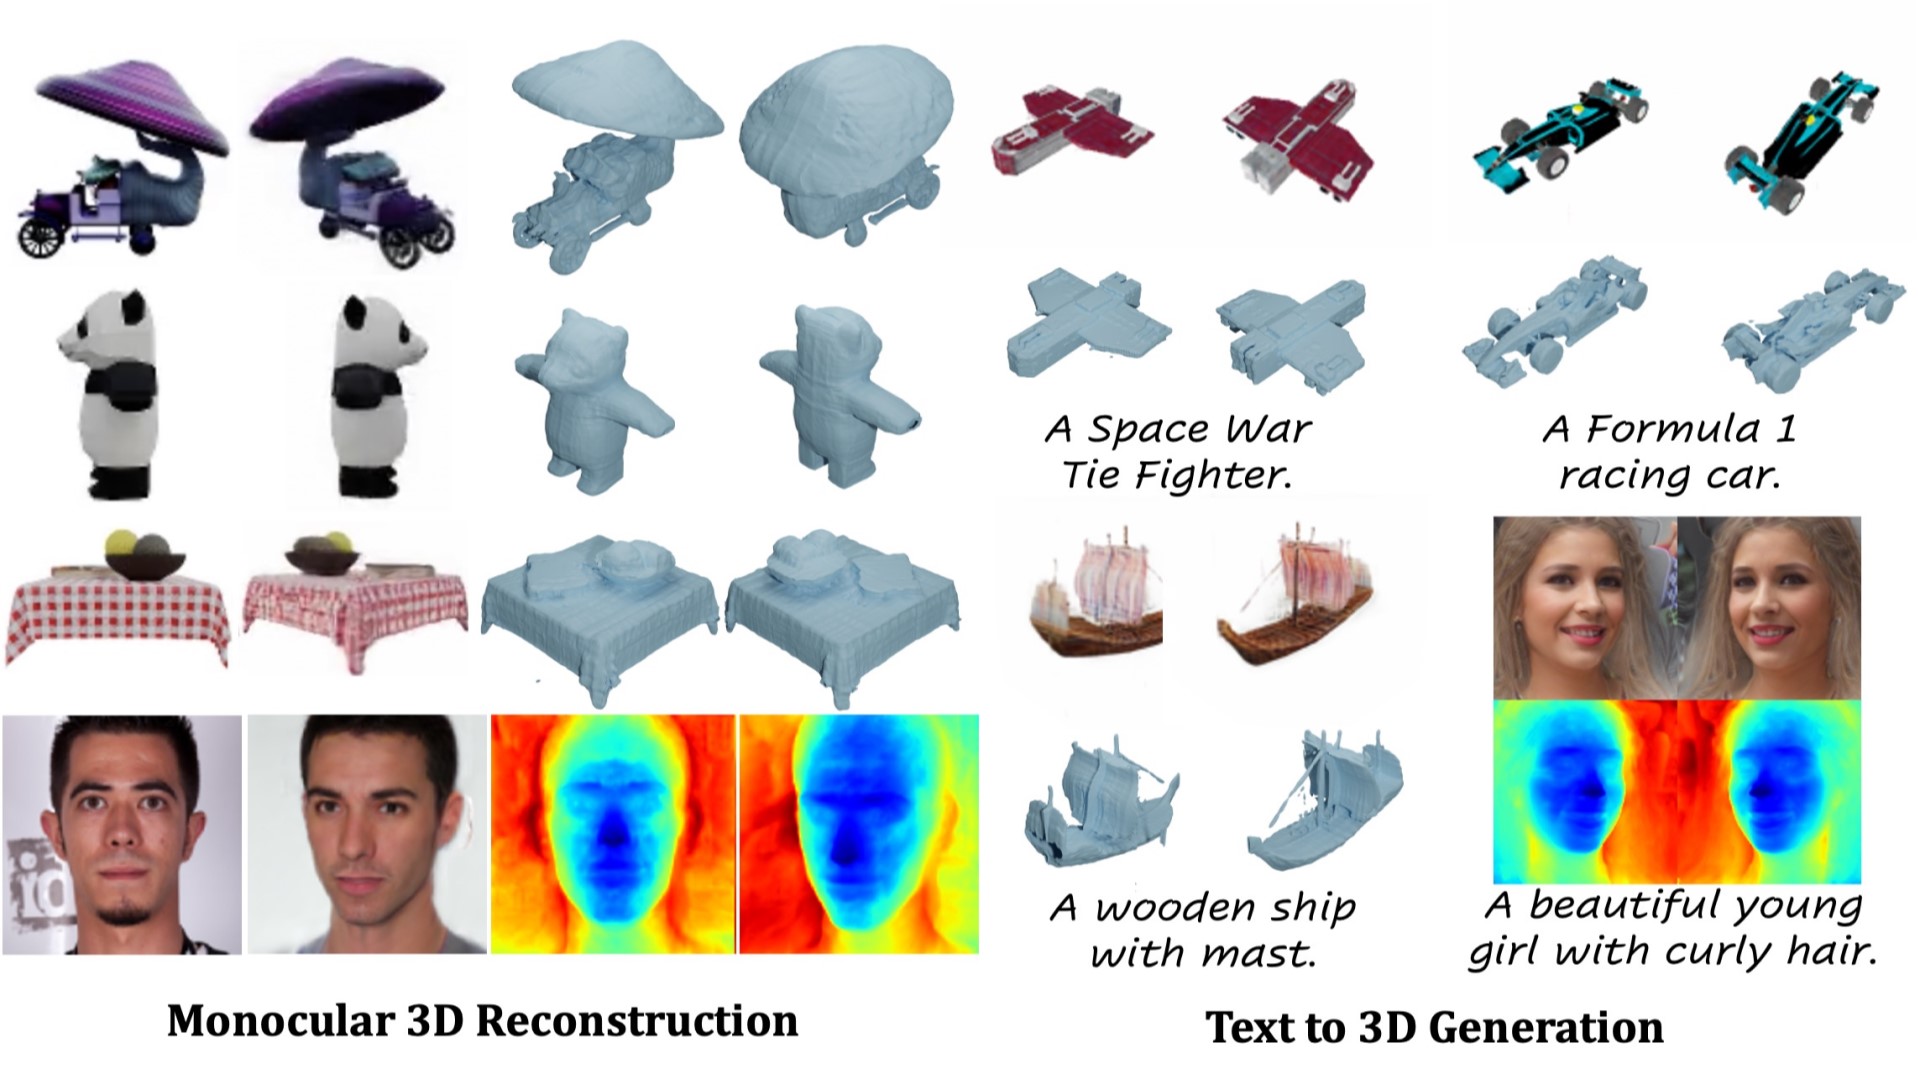 A Space War
Tie Fighter.
A Formula 1
racing car.
id
A wooden ship
with mast.
A beautiful young
girl with curly hair.
Monocular 3D Reconstruction
Text to 3D Generation